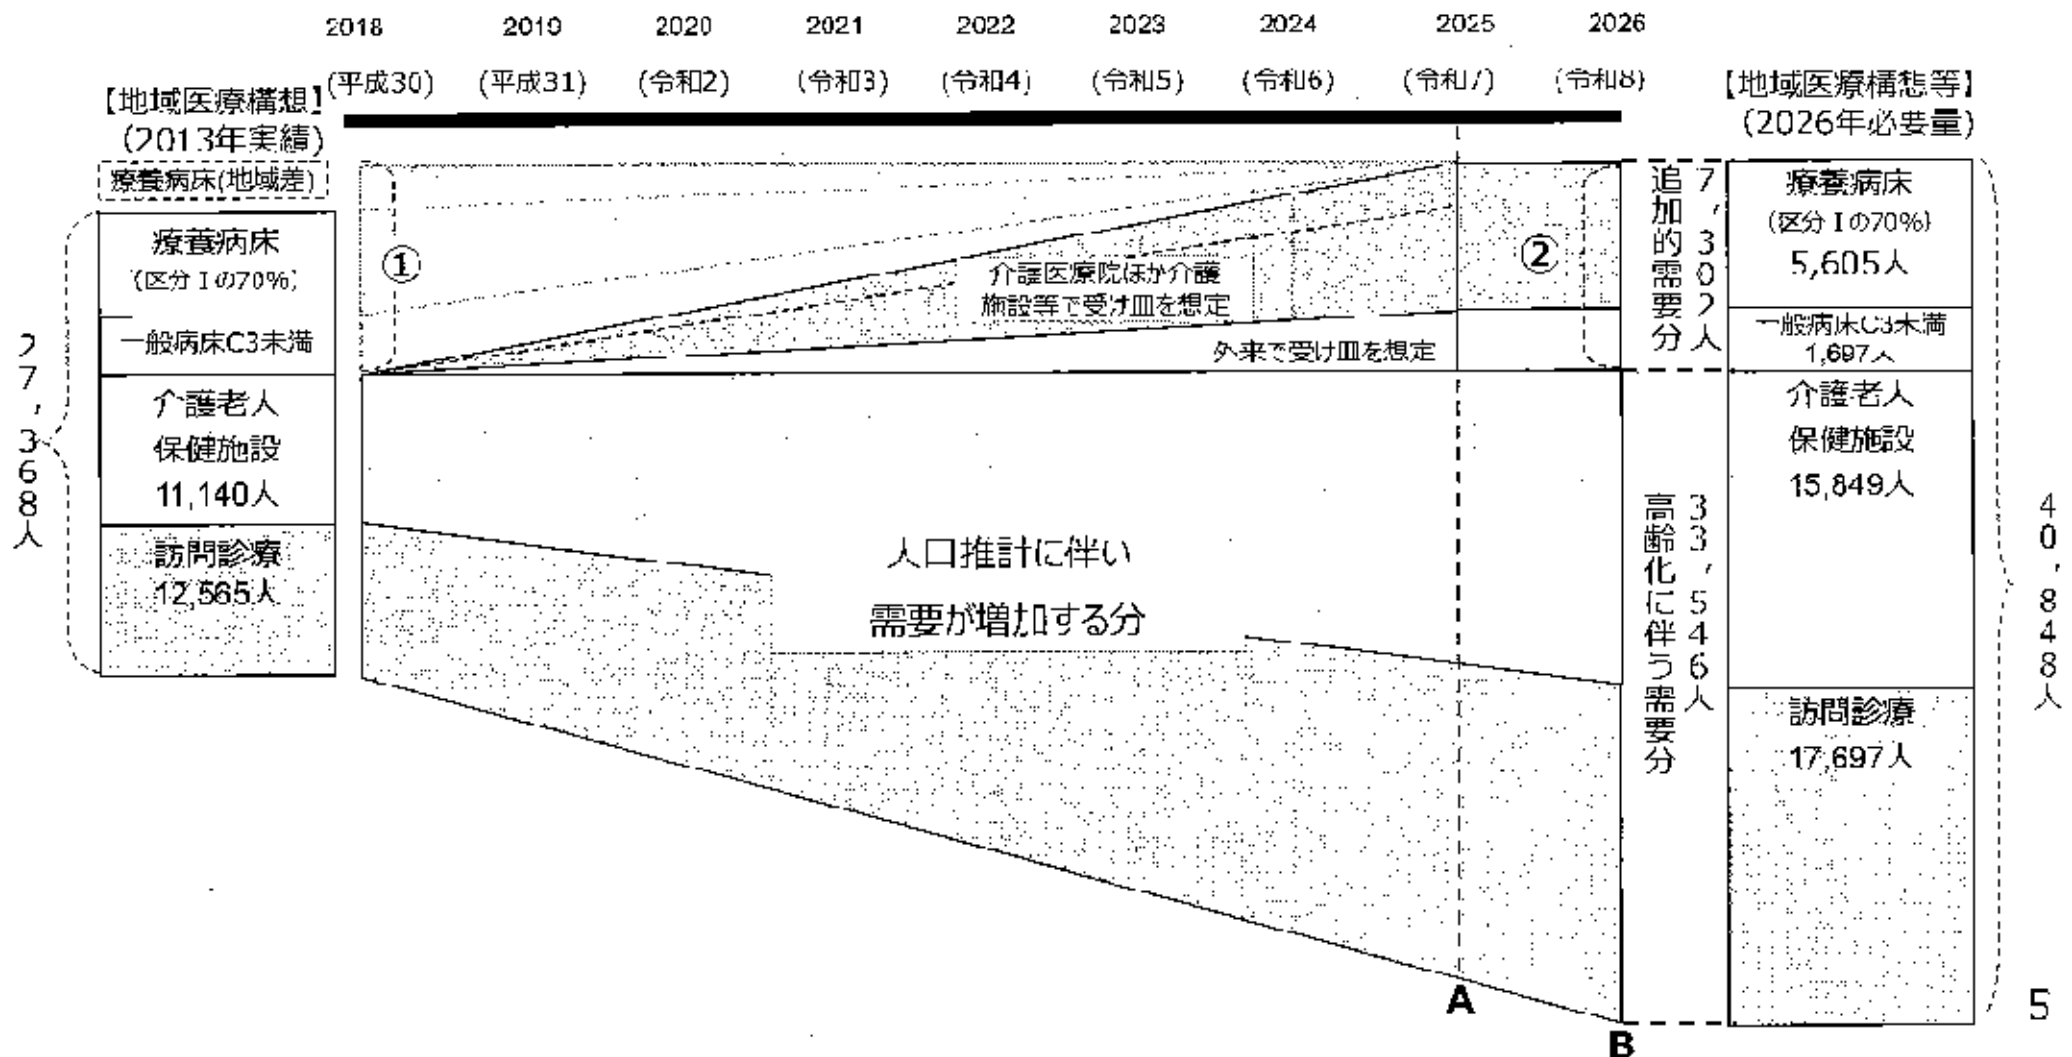 2018 2019 2020 2021 2022 2023 2024 2025 2026
(平成30) (平成31) (令和2) (令和3) (令和4) (令和5) (令和6) (令和7) (令和8)
【地域医療構想】
(2013年実績)
療養病床(地域差)
療養病床
(区分Ⅰの70%)
一般病床C3未満
介護老人
保健施設
11,140人
訪問診療
12,565人
27,368人
①
介護医療院ほか介護
施設等で受け皿を想定
外来で受け皿を想定
②
人口推計に伴い
需要が増加する分
A
B
追加的需要分
7,302人
高齢化に伴う需要分
33,546人
【地域医療構想等】
(2026年必要量)
療養病床
(区分Ⅰの70%)
5,605人
一般病床C3未満
1,697人
介護老人
保健施設
15,849人
訪問診療
17,697人
40,848人
5